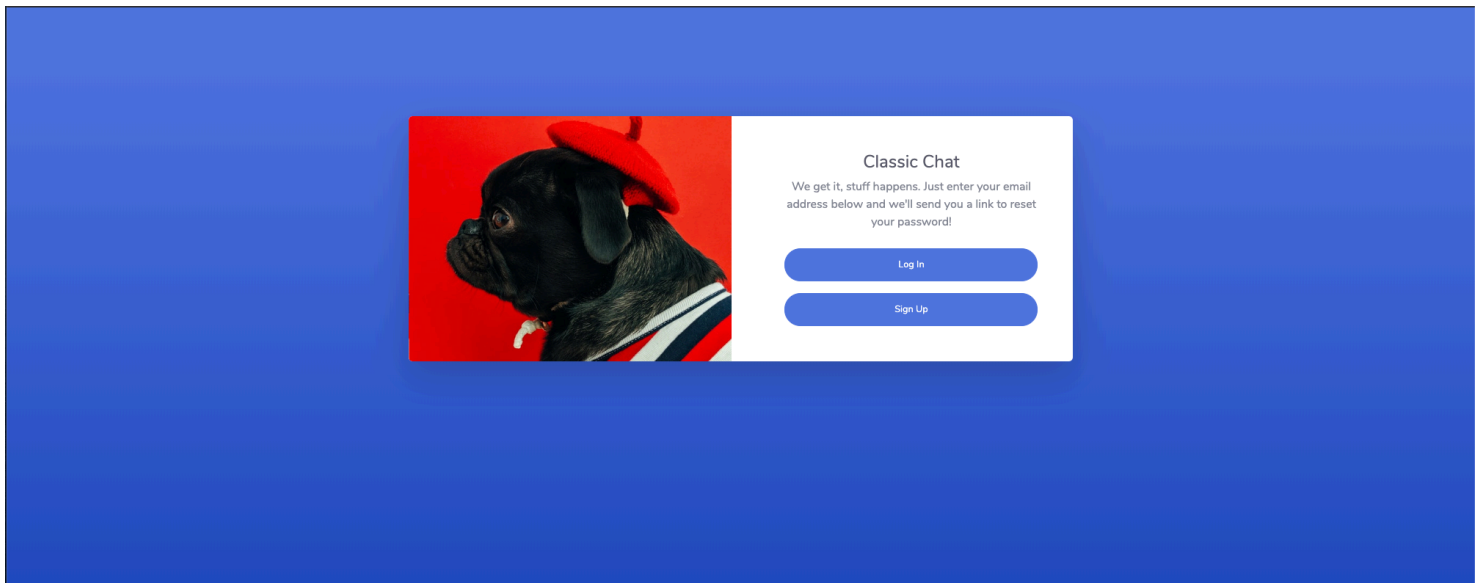 Classic Chat
We get it, stuff happens. Just enter your email
address below and we'll send you a link to reset
your password!
Log In
Sign Up